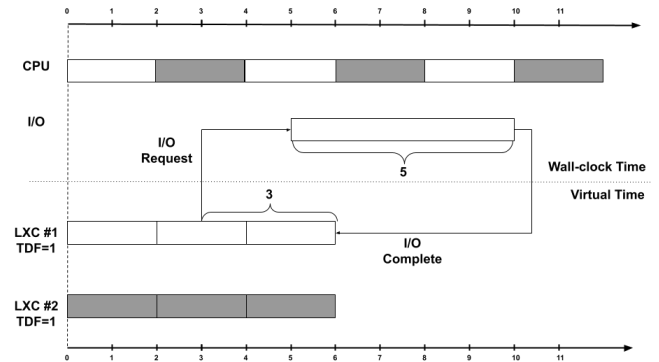 0 1 2 3 4 5 6 7 8 9 10 11
CPU
I/O
I/O
Request
5
Wall-clock Time
Virtual Time
3
LXC #1
TDF=1
I/O
Complete
LXC #2
TDF=1
0 1 2 3 4 5 6 7 8 9 10 11